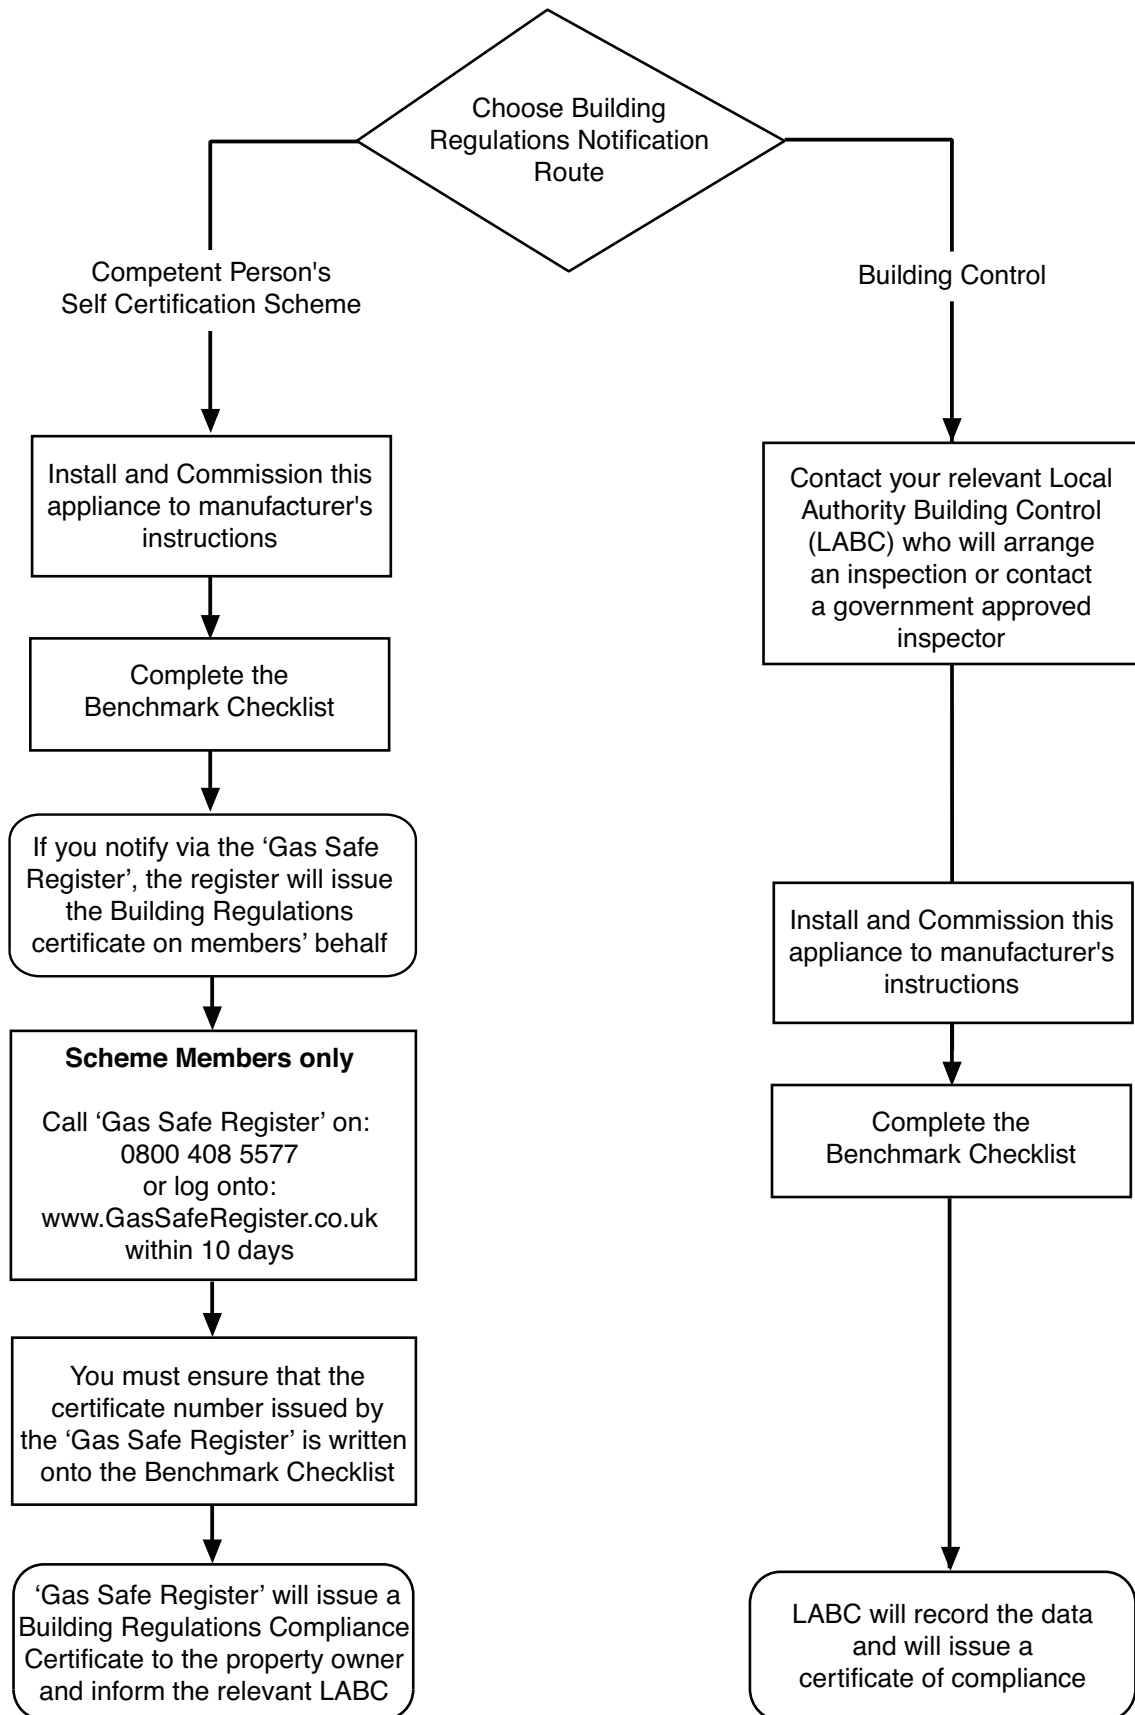 Choose Building
Regulations Notification
Route
Competent Person's
Self Certification Scheme
Building Control
Install and Commission this
appliance to manufacturer's
instructions
Contact your relevant Local
Authority Building Control
(LABC) who will arrange
an inspection or contact
a government approved
inspector
Complete the
Benchmark Checklist
If you notify via the ‘Gas Safe
Register’, the register will issue
the Building Regulations
certificate on members’ behalf
Install and Commission this
appliance to manufacturer's
instructions
Scheme Members only
Call ‘Gas Safe Register’ on:
0800 408 5577
or log onto:
www.GasSafeRegister.co.uk
within 10 days
Complete the
Benchmark Checklist
You must ensure that the
certificate number issued by
the ‘Gas Safe Register’ is written
onto the Benchmark Checklist
‘Gas Safe Register’ will issue a
Building Regulations Compliance
Certificate to the property owner
and inform the relevant LABC
LABC will record the data
and will issue a
certificate of compliance